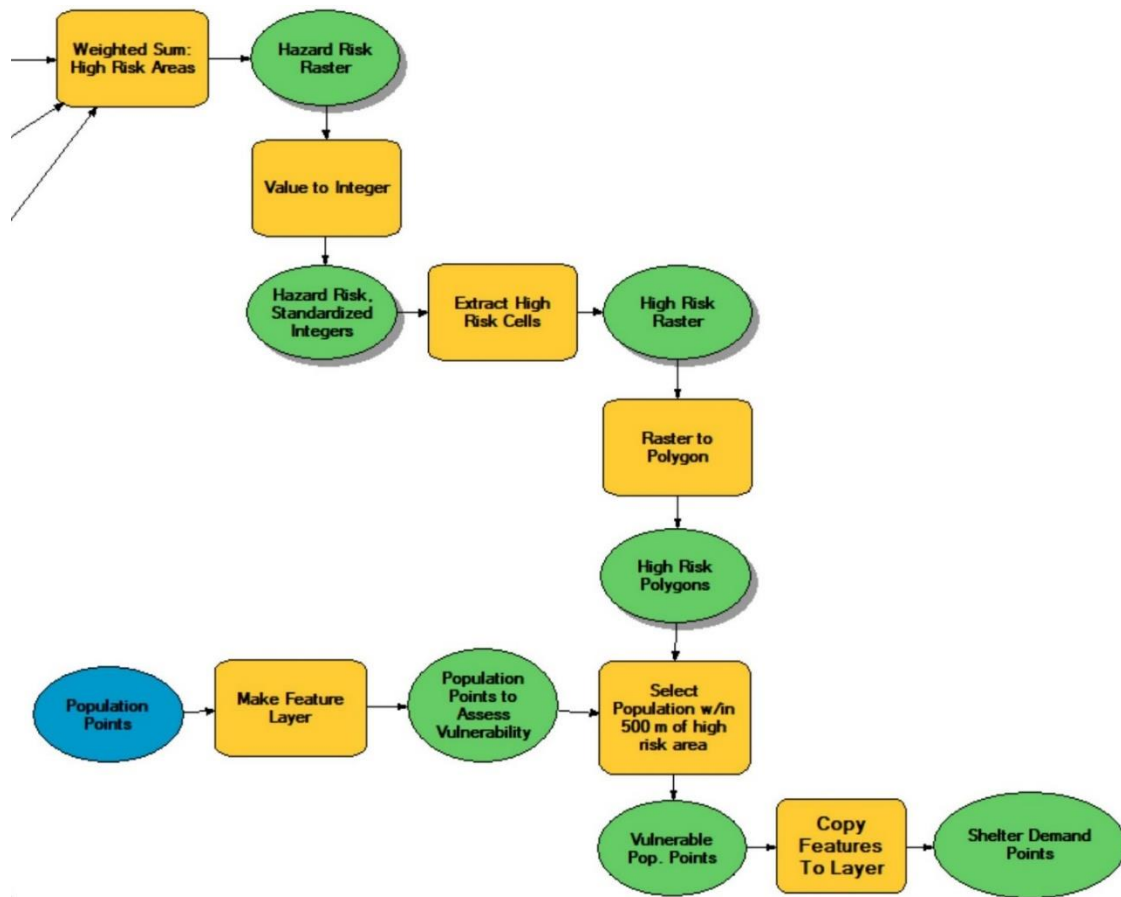 Weighted Sum:
High Risk Areas
Hazard Risk
Raster
Value to Integer
Hazard Risk,
Standardized
Integers
Extract High
Risk Cells
High Risk
Raster
Raster to
Polygon
High Risk
Polygons
Population
Points
Make Feature
Layer
Population
Points to
Assess
Vulnerability
Select
Population w/in
500 m of high
risk area
Vulnerable
Pop. Points
Copy
Features
To Layer
Shelter Demand
Points